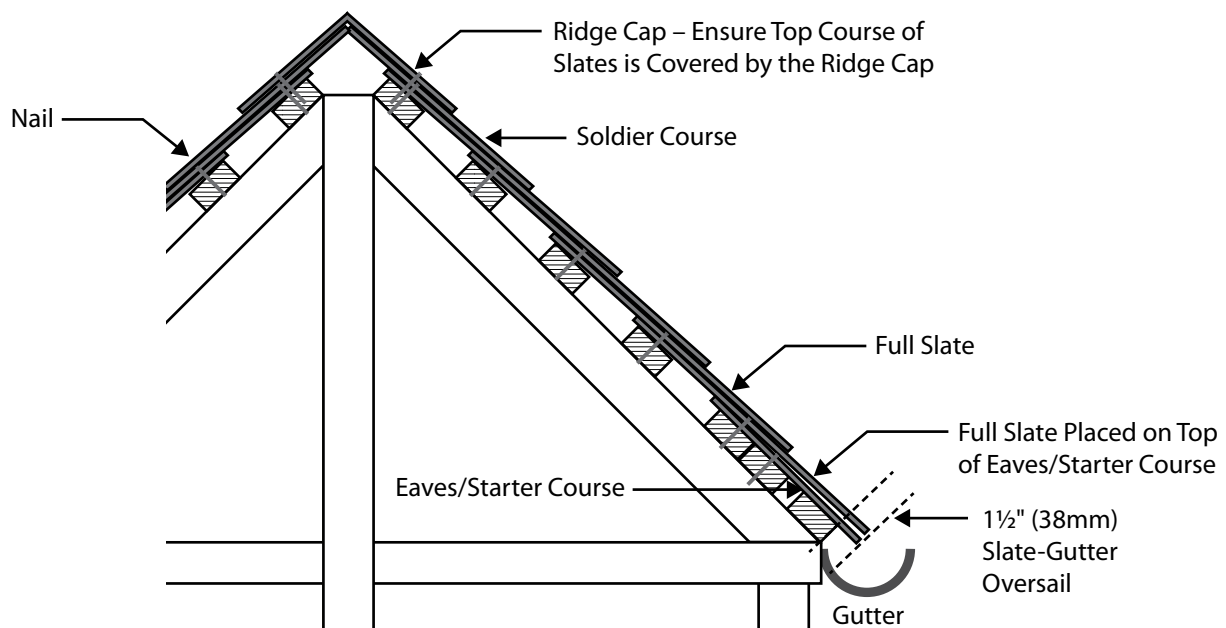 Ridge Cap – Ensure Top Course of
Slates is Covered by the Ridge Cap
Nail
Soldier Course
Full Slate
Full Slate Placed on Top
of Eaves/Starter Course
Eaves/Starter Course
1½" (38mm)
Slate-Gutter
Oversail
Gutter